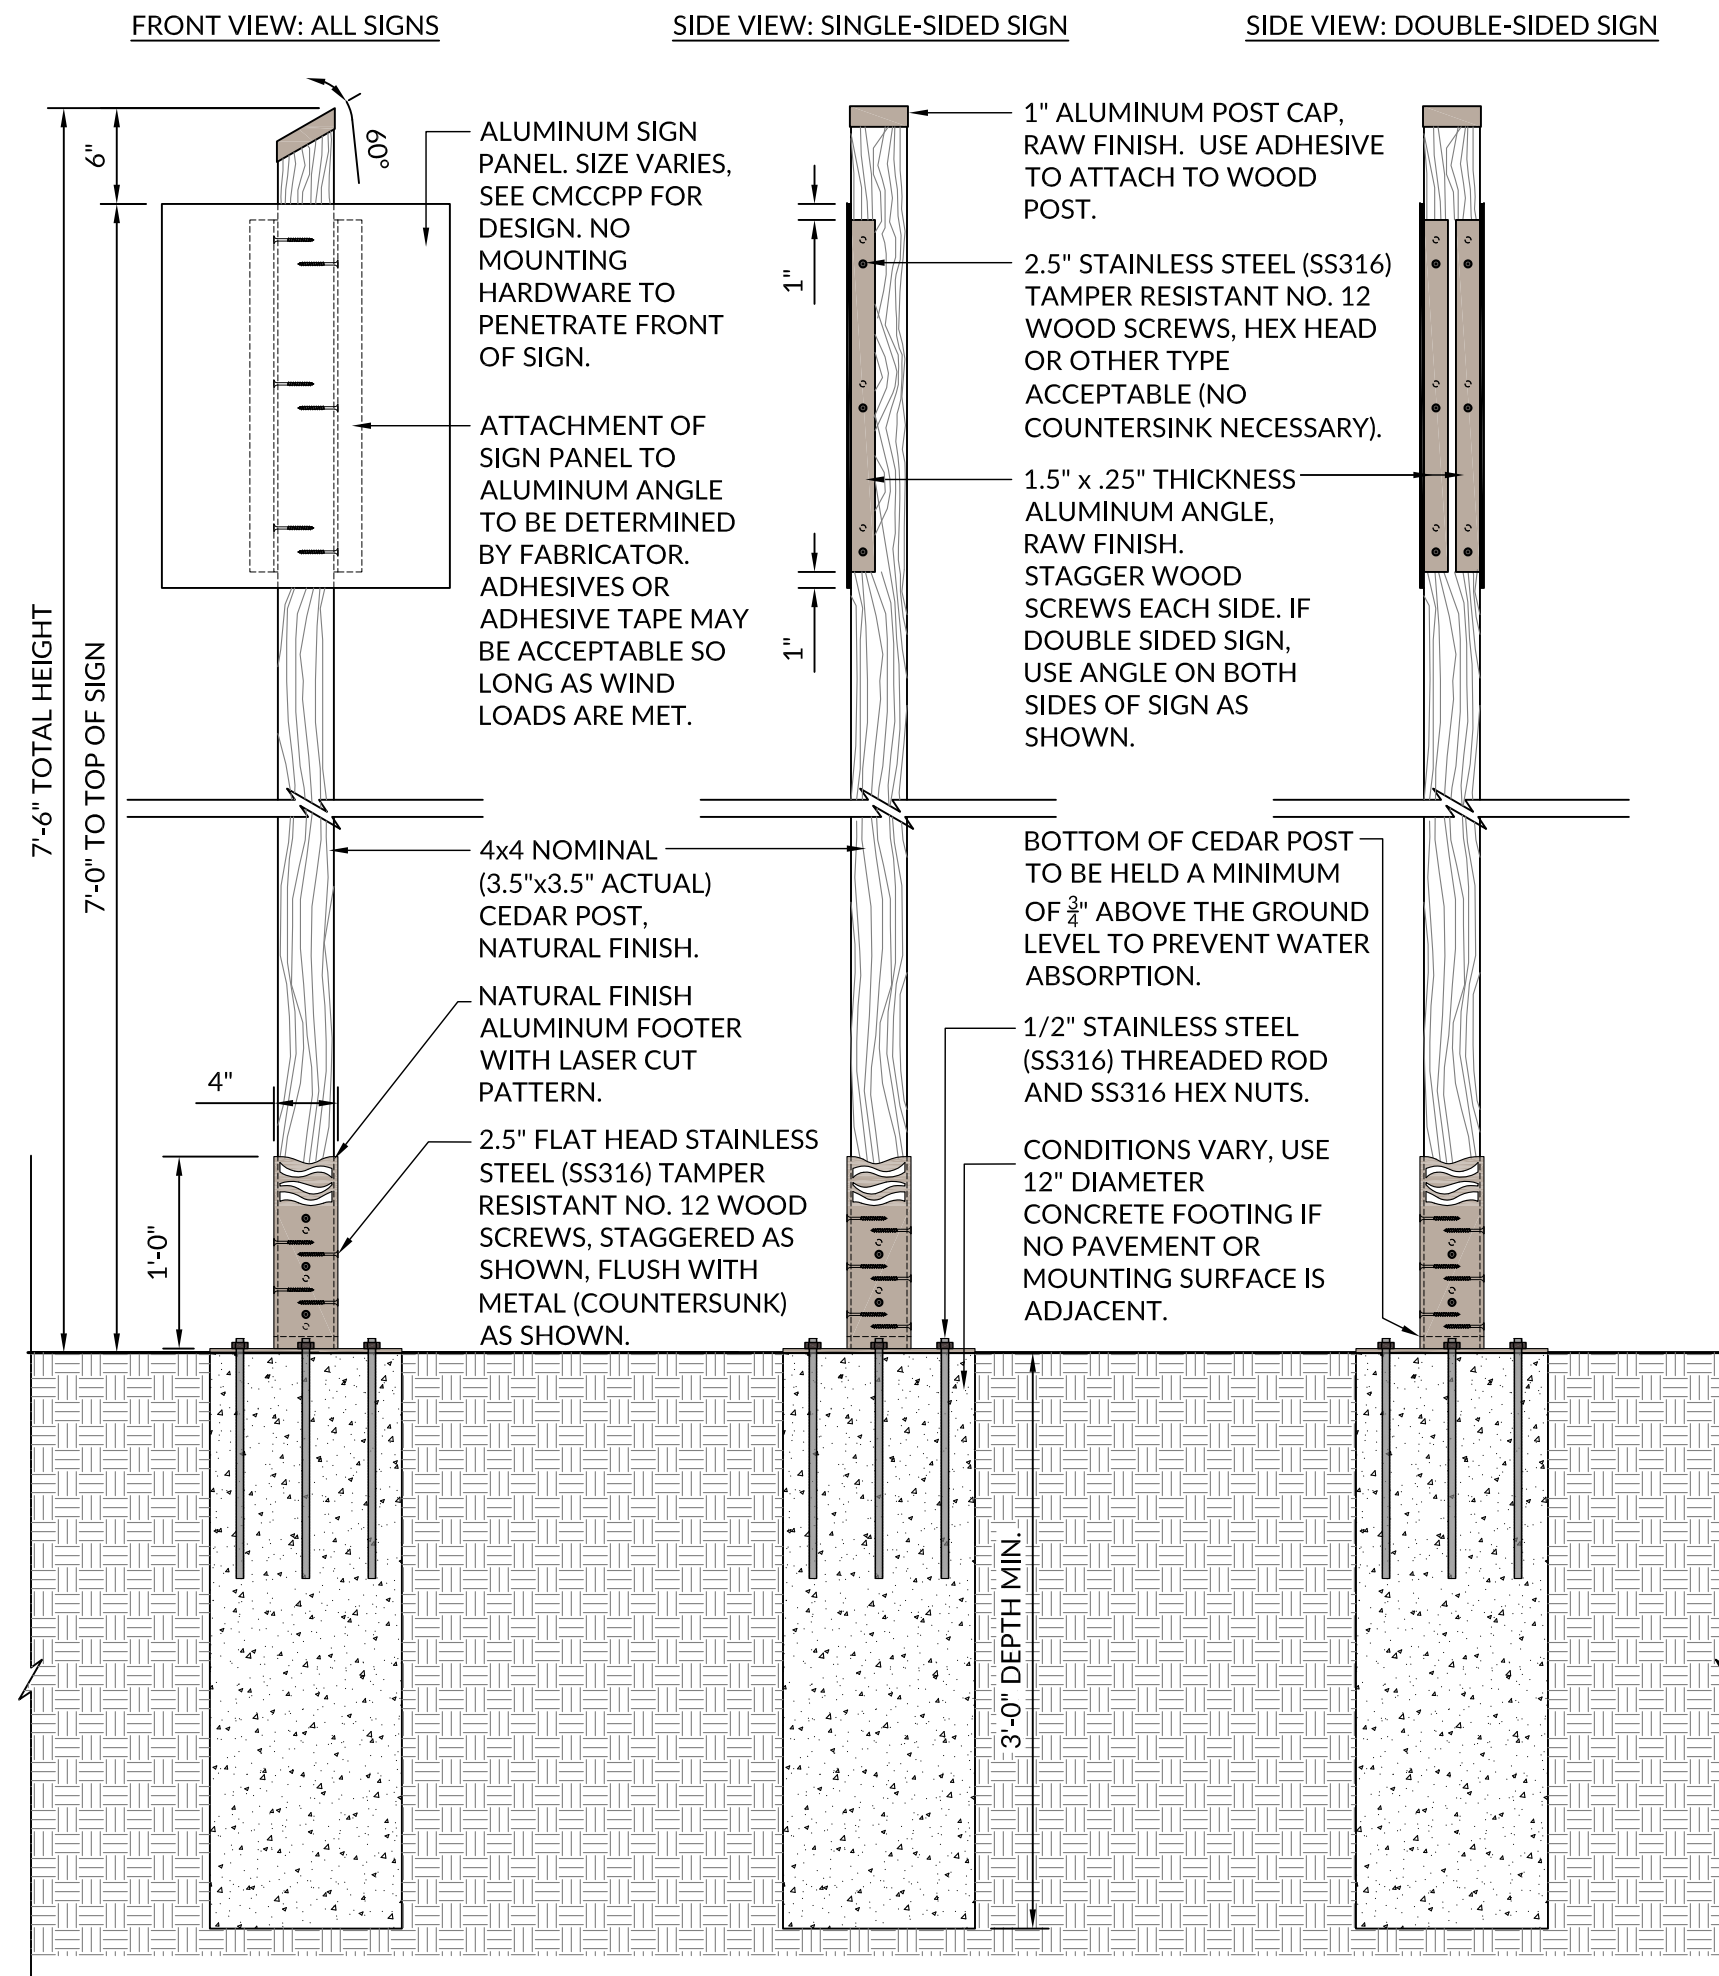 FRONT VIEW: ALL SIGNS
SIDE VIEW: SINGLE-SIDED SIGN
SIDE VIEW: DOUBLE-SIDED SIGN
60°
6"
7'-6" TOTAL HEIGHT
7'-0" TO TOP OF SIGN
4"
1'-0"
ALUMINUM SIGN
PANEL. SIZE VARIES,
SEE CMCCPP FOR
DESIGN. NO
MOUNTING
HARDWARE TO
PENETRATE FRONT
OF SIGN.
ATTACHMENT OF
SIGN PANEL TO
ALUMINUM ANGLE
TO BE DETERMINED
BY FABRICATOR.
ADHESIVES OR
ADHESIVE TAPE MAY
BE ACCEPTABLE SO
LONG AS WIND
LOADS ARE MET.
4x4 NOMINAL
(3.5"x3.5" ACTUAL)
CEDAR POST,
NATURAL FINISH.
NATURAL FINISH
ALUMINUM FOOTER
WITH LASER CUT
PATTERN.
2.5" FLAT HEAD STAINLESS
STEEL (SS316) TAMPER
RESISTANT NO. 12 WOOD
SCREWS, STAGGERED AS
SHOWN, FLUSH WITH
METAL (COUNTERSUNK)
AS SHOWN.
1"
1"
1" ALUMINUM POST CAP,
RAW FINISH.  USE ADHESIVE
TO ATTACH TO WOOD
POST.
2.5" STAINLESS STEEL (SS316)
TAMPER RESISTANT NO. 12
WOOD SCREWS, HEX HEAD
OR OTHER TYPE
ACCEPTABLE (NO
COUNTERSINK NECESSARY).
1.5" x .25" THICKNESS
ALUMINUM ANGLE,
RAW FINISH.
STAGGER WOOD
SCREWS EACH SIDE. IF
DOUBLE SIDED SIGN,
USE ANGLE ON BOTH
SIDES OF SIGN AS
SHOWN.
BOTTOM OF CEDAR POST
TO BE HELD A MINIMUM
OF 3/4" ABOVE THE GROUND
LEVEL TO PREVENT WATER
ABSORPTION.
1/2" STAINLESS STEEL
(SS316) THREADED ROD
AND SS316 HEX NUTS.
CONDITIONS VARY, USE
12" DIAMETER
CONCRETE FOOTING IF
NO PAVEMENT OR
MOUNTING SURFACE IS
ADJACENT.
3'-0" DEPTH MIN.